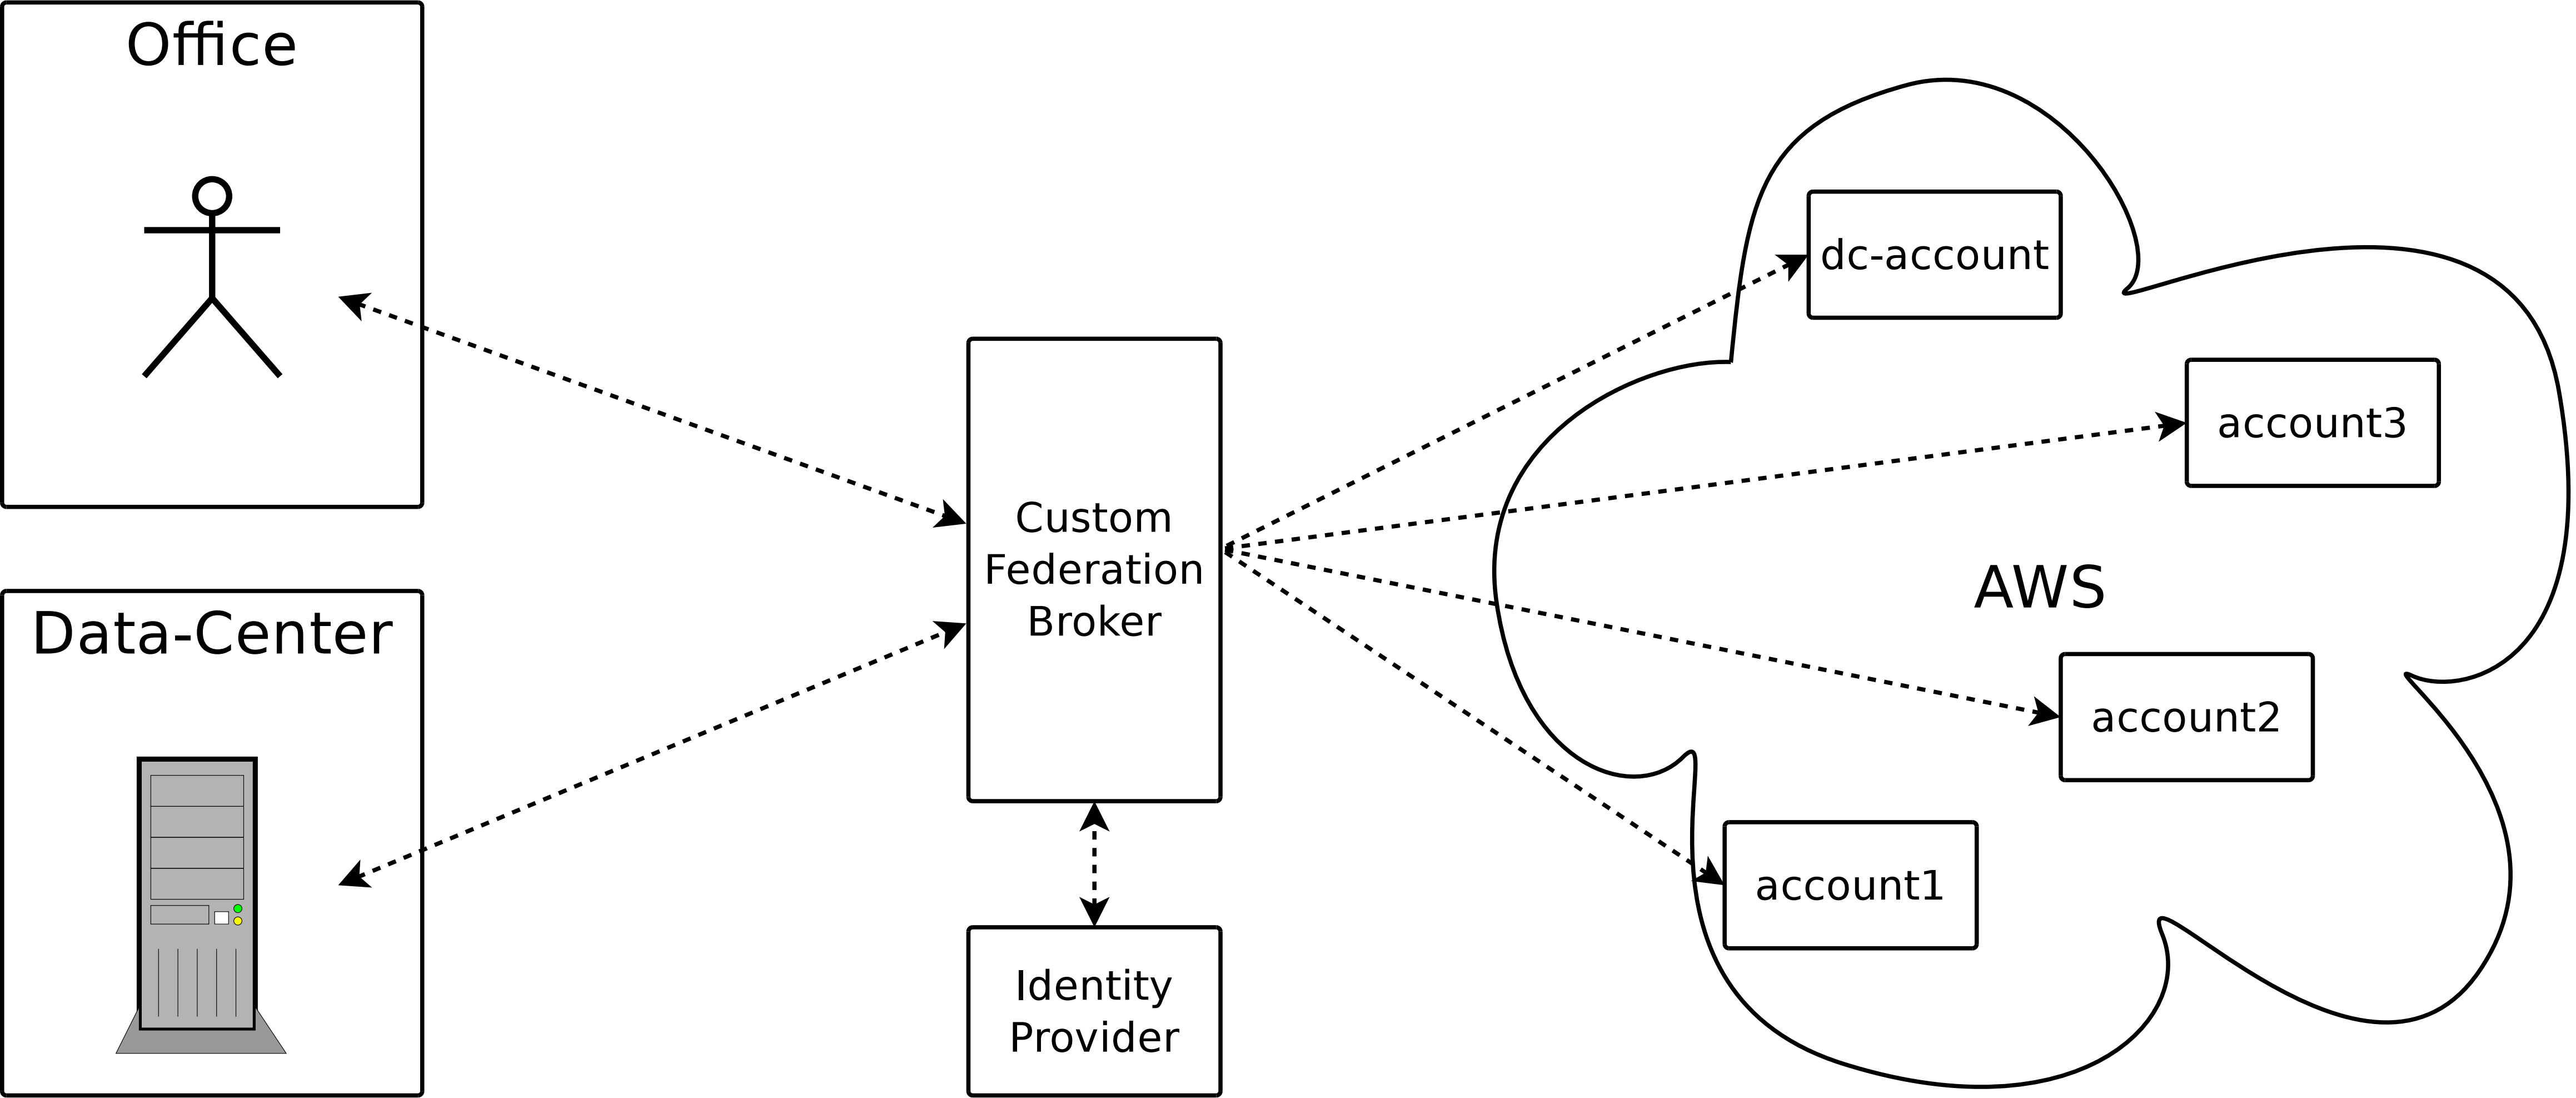 Office
Data-Center
Custom
Federation
Broker
Identity
Provider
dc-account
account3
AWS
account2
account1